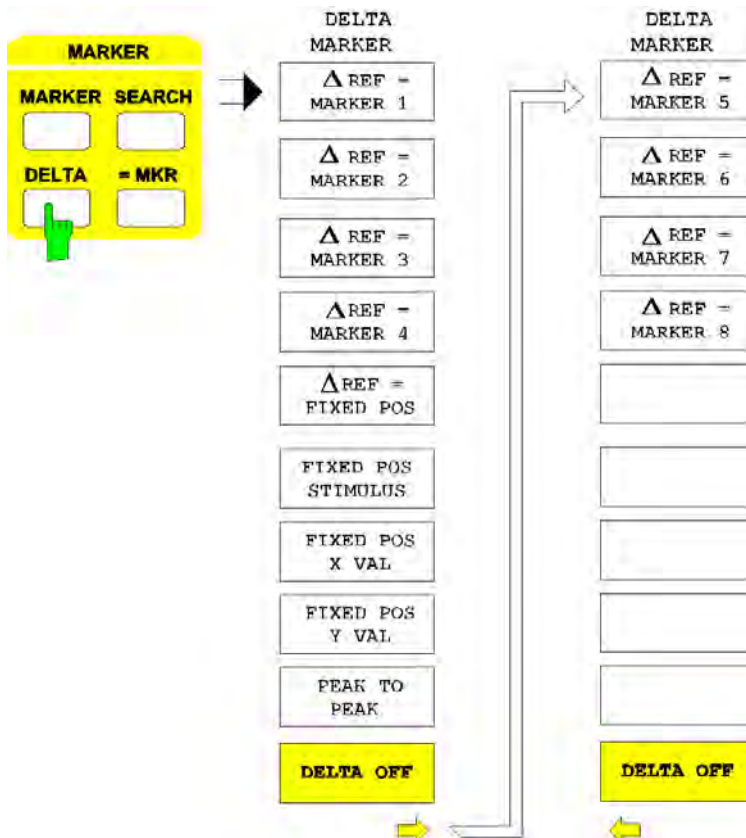 MARKER
MARKER SEARCH
DELTA = MKR
DELTA
MARKER
Δ REF =
MARKER 1
Δ REF =
MARKER 2
Δ REF =
MARKER 3
Δ REF =
MARKER 4
Δ REF =
FIXED POS
FIXED POS
STIMULUS
FIXED POS
X VAL
FIXED POS
Y VAL
PEAK TO
PEAK
DELTA OFF
DELTA
MARKER
Δ REF =
MARKER 5
Δ REF =
MARKER 6
Δ REF =
MARKER 7
Δ REF =
MARKER 8
DELTA OFF